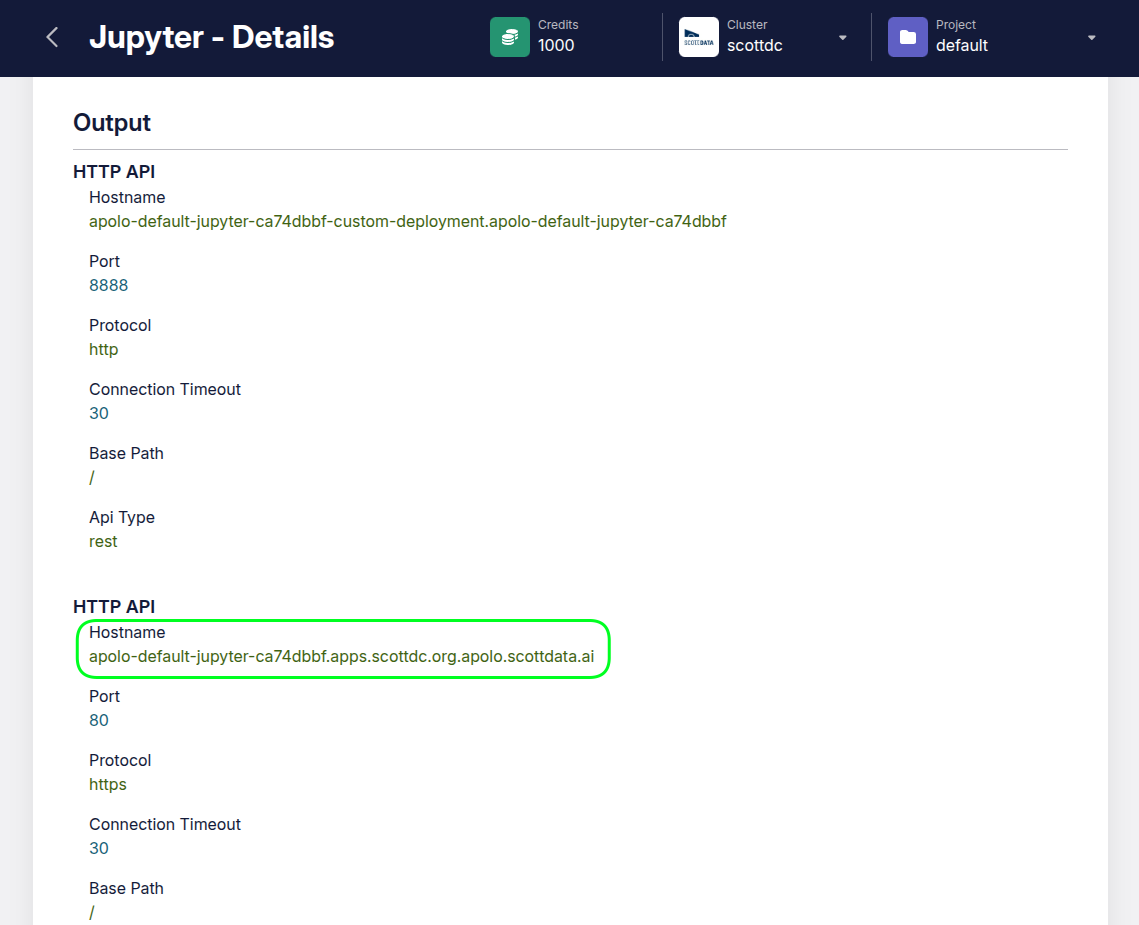 Jupyter - Details
Credits
1000
Cluster
scottdc
SCOTTDATA
Project
default
Output
HTTP API
Hostname
apolo-default-jupyter-ca74dbbf-custom-deployment.apolo-default-jupyter-ca74dbbf
Port
8888
Protocol
http
Connection Timeout
30
Base Path
/
Api Type
rest
HTTP API
Hostname
apolo-default-jupyter-ca74dbbf.apps.scottdc.org.apolo.scottdata.ai
Port
80
Protocol
https
Connection Timeout
30
Base Path
/